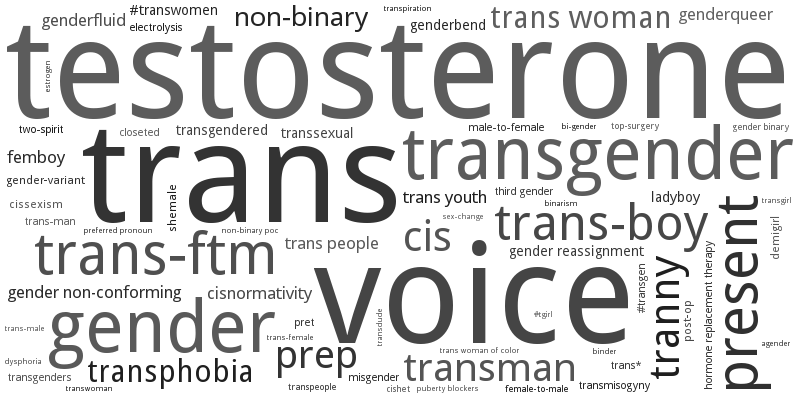 #transwomen
transpiration
genderfluid
non-binary
genderbend
trans woman
genderqueer
electrolysis
testosterone
estrogen
two-spirit
closeted
transgendered
transsexual
male-to-female
bi-gender
top-surgery
gender binary
femboy
trans
transgender
gender-variant
shemale
trans youth
third gender
binarism
ladyboy
transgirl
cissexism
trans-man
preferred pronoun
non-binary poc
sex-change
trans-boy
present
demigirl
trans-ftm
trans people
cis
gender reassignment
tranny
hormone replacement therapy
#transgen
voice
gender non-conforming
cisnormativity
post-op
gender
trans-male
pret
transdude
#tgirl
trans-female
agender
prep
trans woman of color
binder
dysphoria
transphobia
transman
trans*
transgenders
misgender
transwoman
transpeople
cishet
puberty blockers
female-to-male
transmisogyny